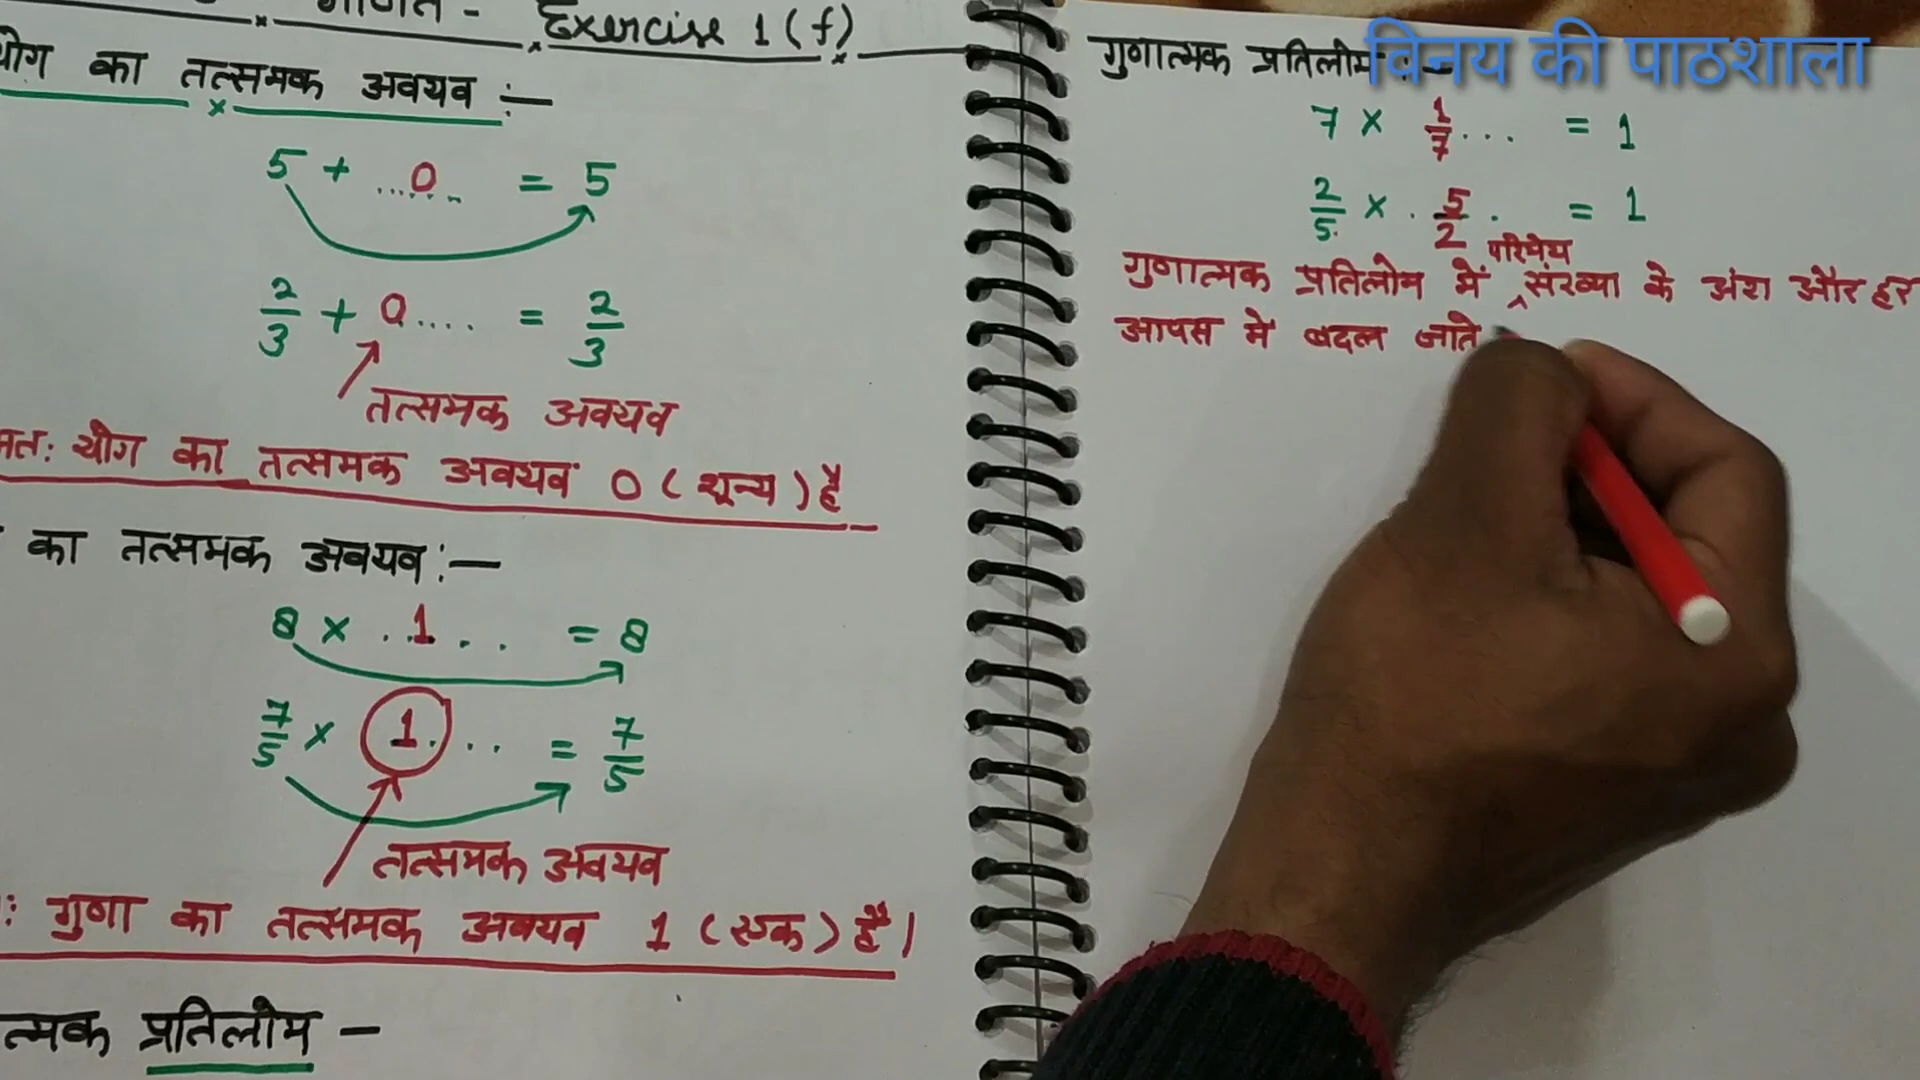 गणित - Exercise 1 (f)
योग का तत्समक अवयव :—
5 + ...0... = 5
2/3 + 0.... = 2/3
तत्समक अवयव
अतः योग का तत्समक अवयव 0 (शून्य) है
का तत्समक अवयव :—
8 × ..1.. = 8
7/5 × 1... = 7/5
तत्समक अवयव
: गुणा का तत्समक अवयव 1 (एक) है।
त्मक प्रतिलोम -
विनय की पाठशाला
गुणात्मक प्रतिलोम :-
7 × 1/7... = 1
2/5 × . 5/2 . = 1
गुणात्मक प्रतिलोम में परिमेय संख्या के अंश और हर
आपस में बदल जाते